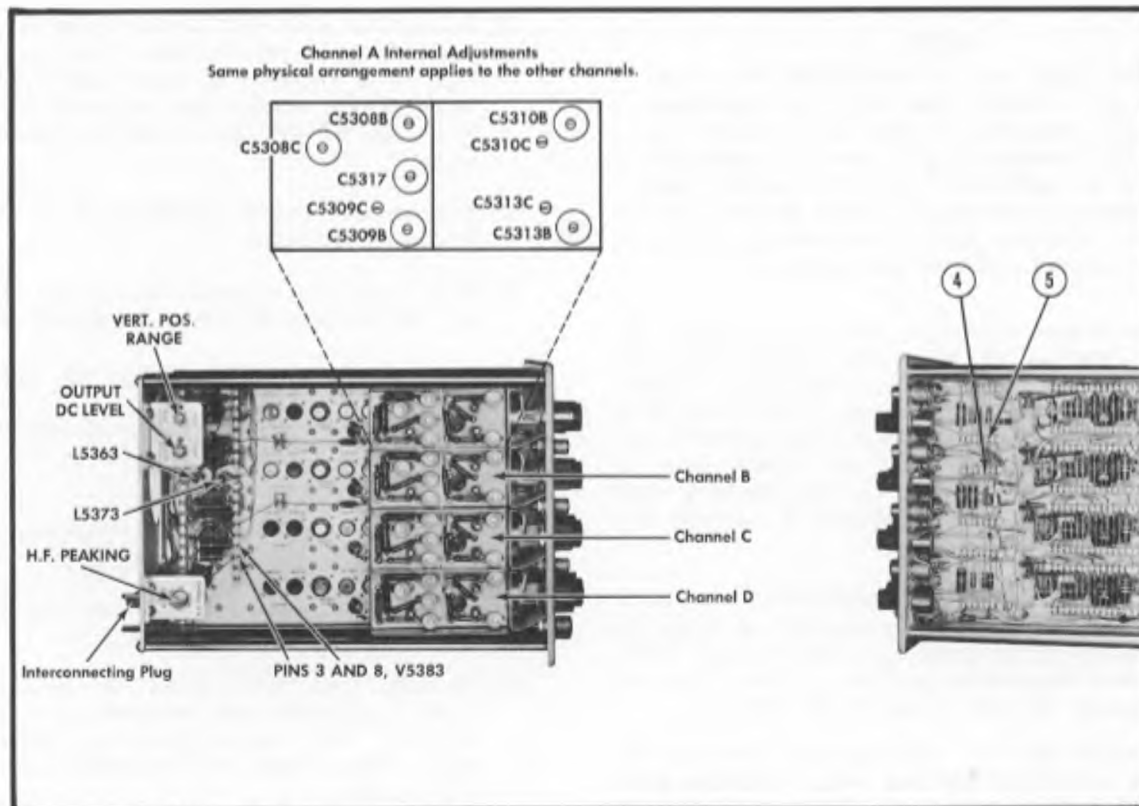 Channel A Internal Adjustments
Same physical arrangement applies to the other channels.
C5308B
C5310B
C5308C
C5310C
C5317
C5309C
C5313C
C5309B
C5313B
4
5
VERT. POS.
RANGE
OUTPUT
DC LEVEL
L5363
Channel B
L5373
Channel C
H.F. PEAKING
Channel D
Interconnecting Plug
PINS 3 AND 8, V5383